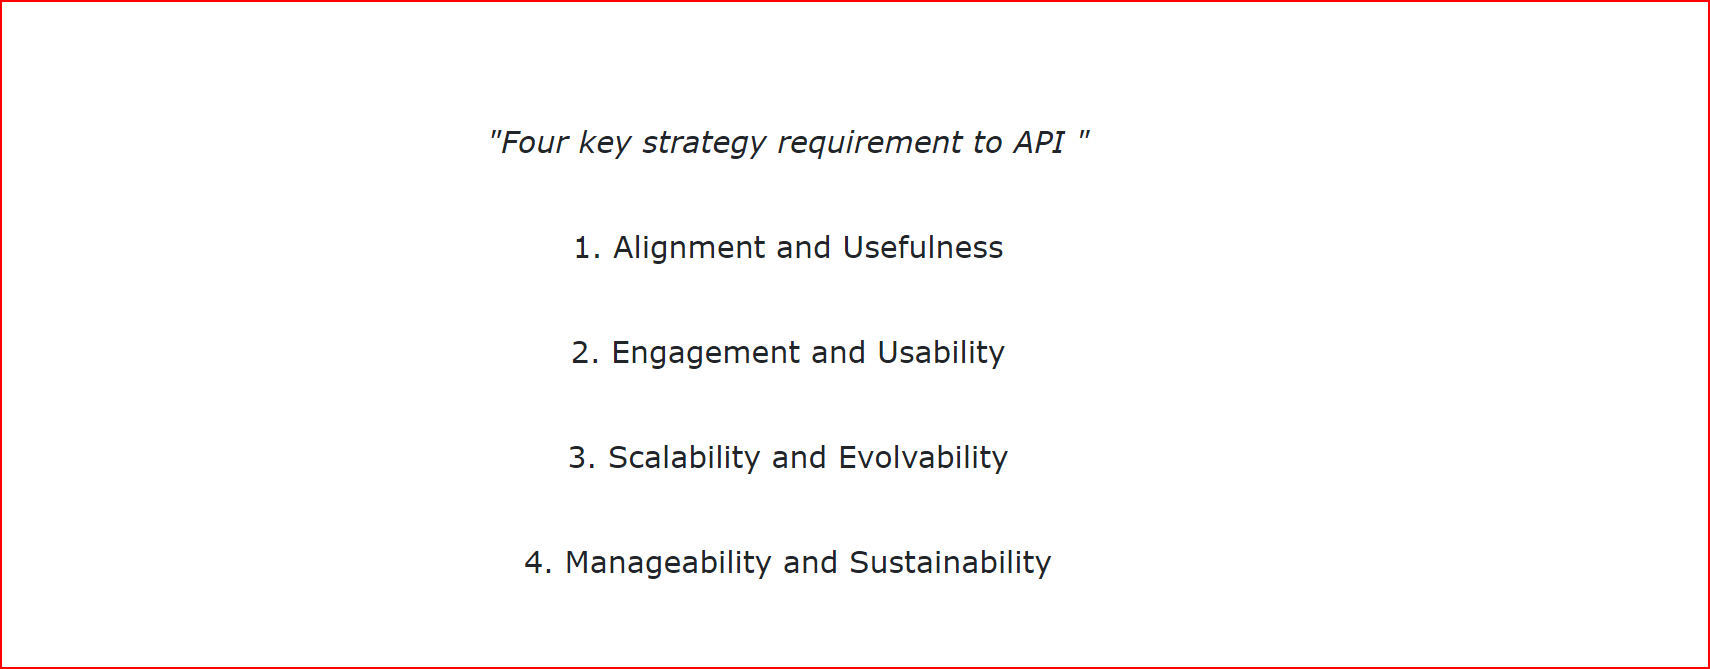 "Four key strategy requirement to API "
1. Alignment and Usefulness
2. Engagement and Usability
3. Scalability and Evolvability
4. Manageability and Sustainability